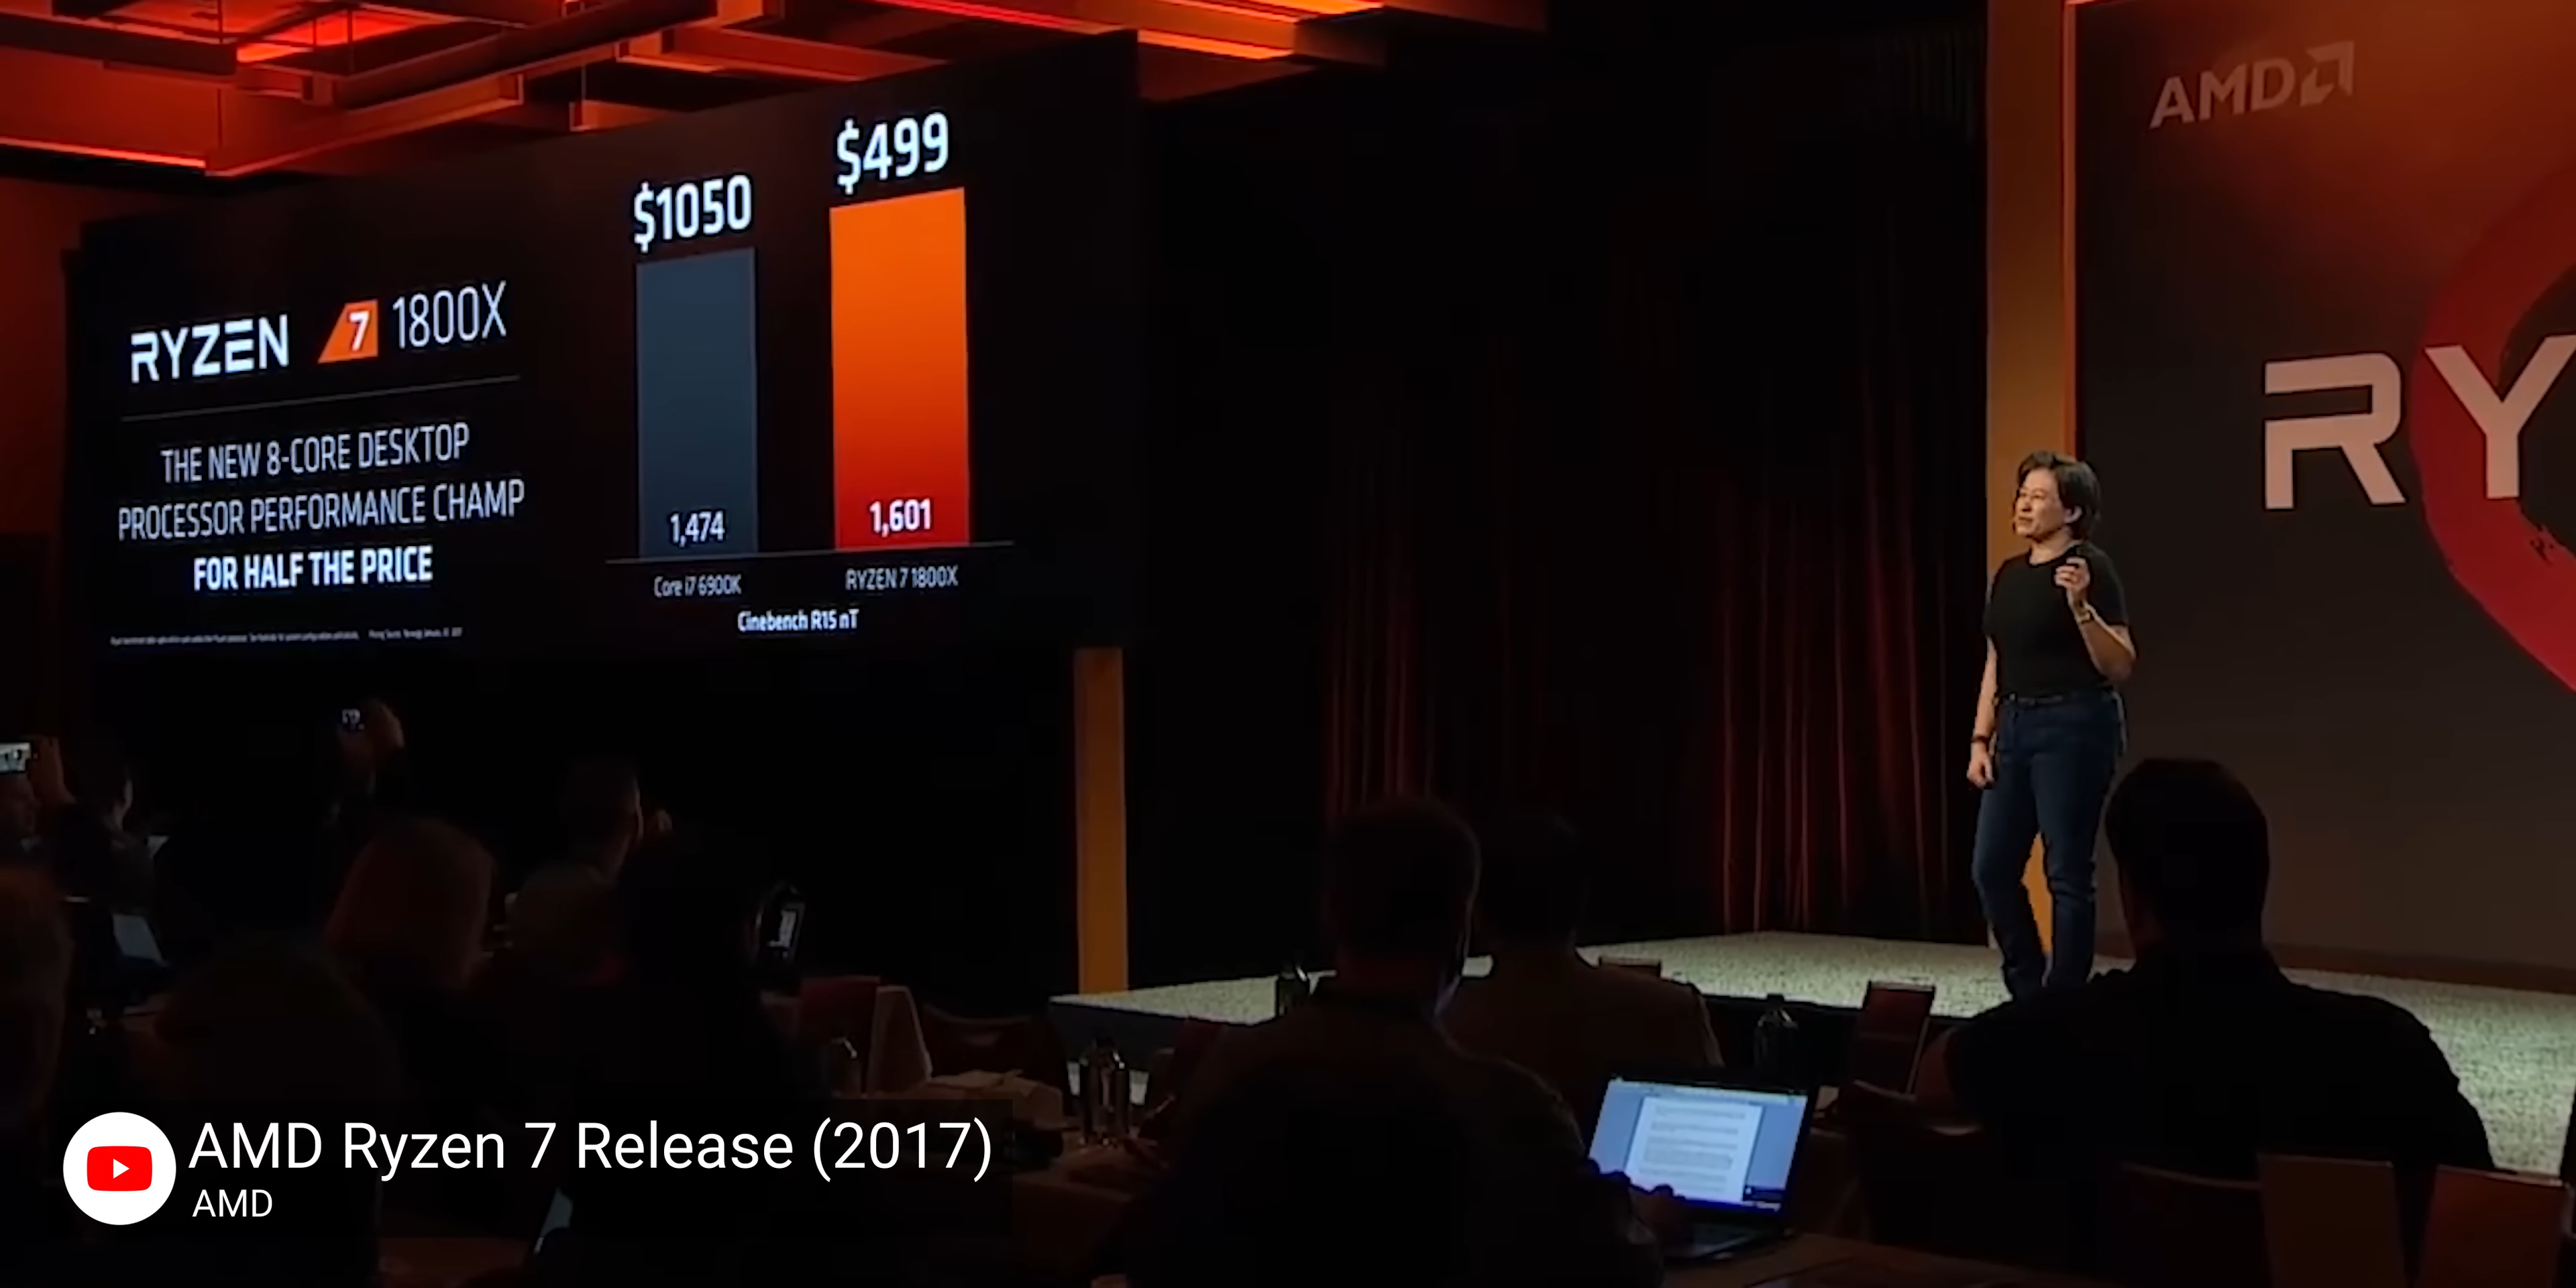 $1050
$499
RYZEN 7 1800X
THE NEW 8-CORE DESKTOP
PROCESSOR PERFORMANCE CHAMP
FOR HALF THE PRICE
1,474
1,601
Core i7 6900K
RYZEN 7 1800X
Cinebench R15 nT
AMD
RY
AMD Ryzen 7 Release (2017)
AMD